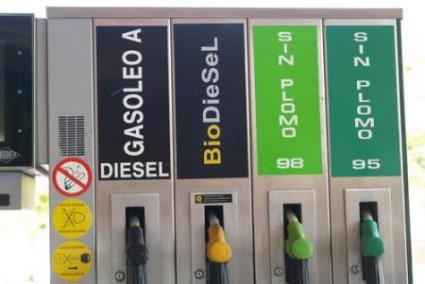 GASOLEO A
DIESEL
BioDieSeL
SIN PLOMO
98
SIN PLOMO
95